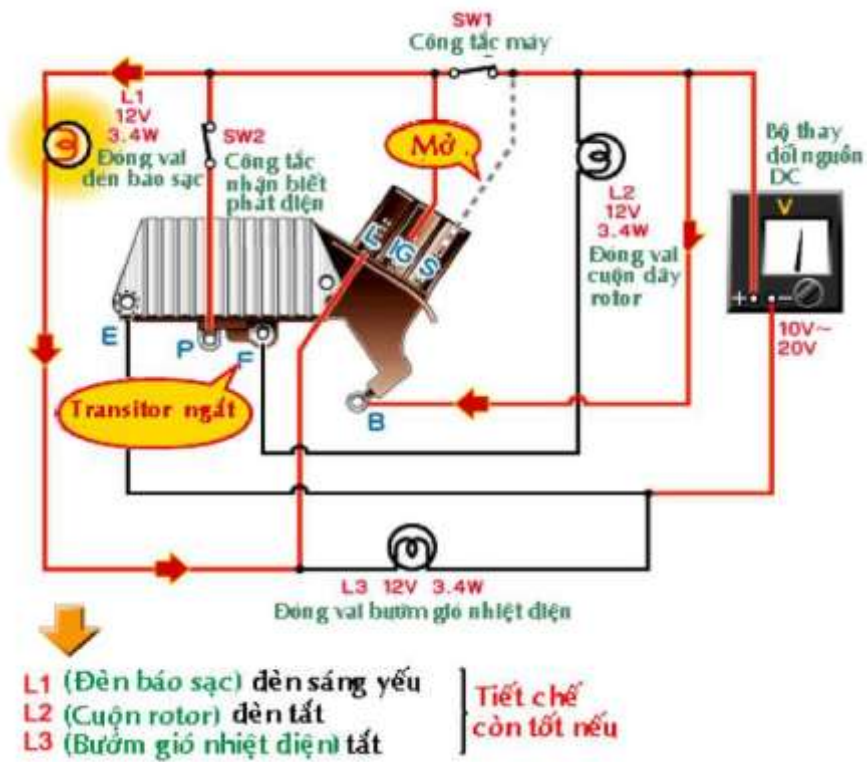 SW1
Công tắc máy
L1
12V
3.4W
Đóng vai
đèn báo sạc
SW2
Công tắc
nhận biết
phát điện
Mở
L2
12V
3.4W
Đóng vai
cuộn dây
rotor
Bộ thay
đổi nguồn
DC
V
+ −
10V~
20V
L IG S
E
P
F
B
Transitor ngắt
L3 12V 3.4W
Đóng vai bướm gió nhiệt điện
L1 (Đèn báo sạc) đèn sáng yếu
L2 (Cuộn rotor) đèn tắt
L3 (Bướm gió nhiệt điện) tắt
Tiết chế
còn tốt nếu